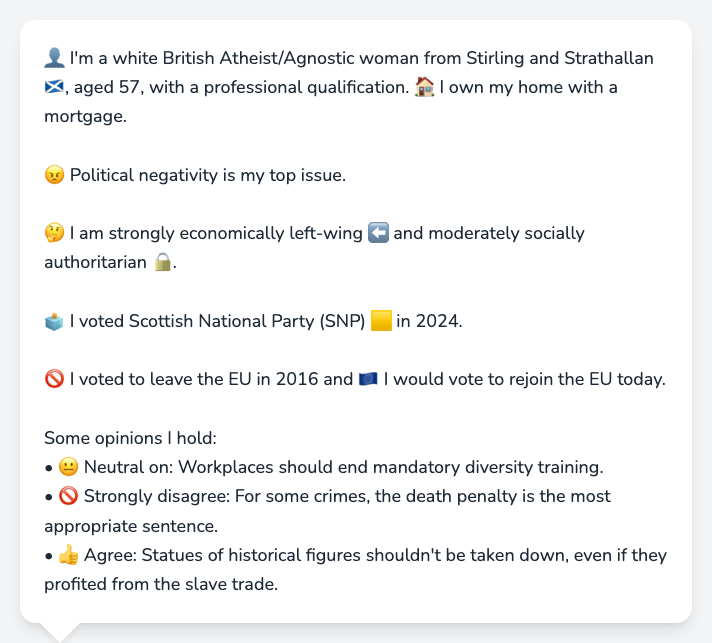 👤 I'm a white British Atheist/Agnostic woman from Stirling and Strathallan
🏴󠁧󠁢󠁳󠁣󠁴󠁿, aged 57, with a professional qualification. 🏠 I own my home with a
mortgage.
😠 Political negativity is my top issue.
🤔 I am strongly economically left-wing ⬅️ and moderately socially
authoritarian 🔒.
🗳️ I voted Scottish National Party (SNP) 🟨 in 2024.
🚫 I voted to leave the EU in 2016 and 🇪🇺 I would vote to rejoin the EU today.
Some opinions I hold:
• 😐 Neutral on: Workplaces should end mandatory diversity training.
• 🚫 Strongly disagree: For some crimes, the death penalty is the most
appropriate sentence.
• 👍 Agree: Statues of historical figures shouldn't be taken down, even if they
profited from the slave trade.